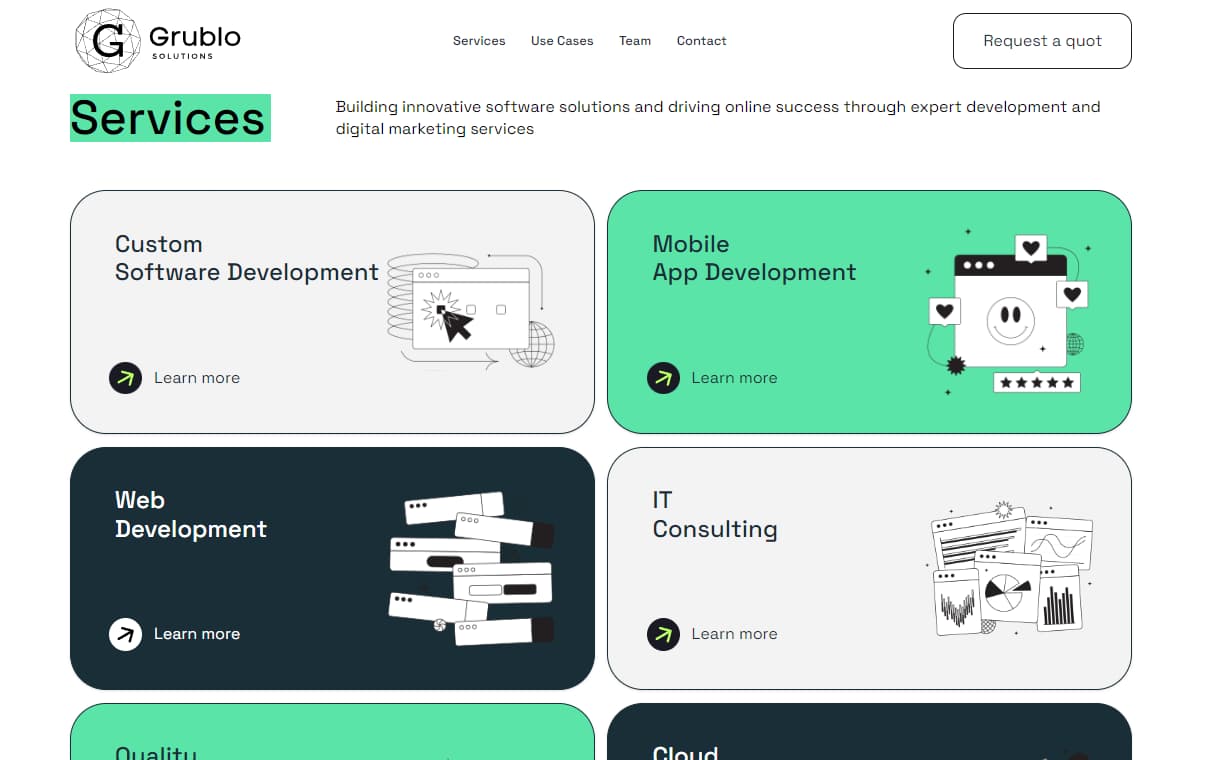 G
Grublo
SOLUTIONS
Services
Use Cases
Team
Contact
Request a quot
Services
Building innovative software solutions and driving online success through expert development and
digital marketing services
Custom
Software Development
Learn more
Mobile
App Development
Learn more
Web
Development
Learn more
IT
Consulting
Learn more
Quality
Cloud